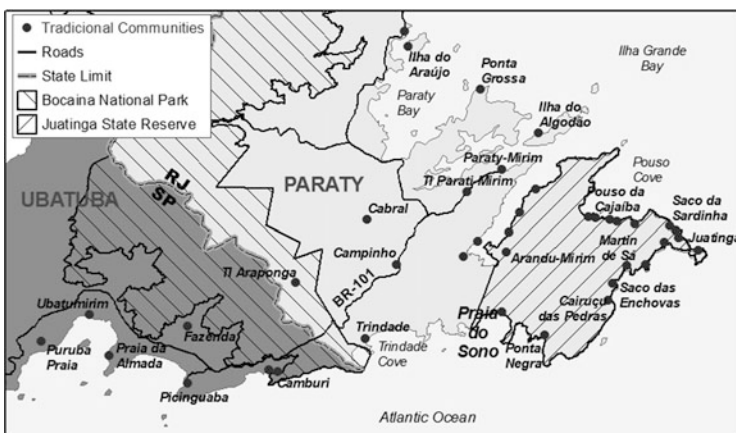 Tradicional Communities
Roads
State Limit
Bocaina National Park
Juatinga State Reserve
Ilha do
Araújo
Ponta
Grossa
Ilha Grande
Bay
Paraty
Bay
Ilha do
Algodão
Paraty-Mirim
TI Parati-Mirim
Pouso
Cove
RJ
SP
UBATUBA
PARATY
Cabral
Pouso da
Cajaíba
Saco da
Sardinha
Juatinga
Martin
de Sá
Campinho
Arandu-Mirim
TI Araponga
BR-101
Saco das
Enchovas
Cairuçu
das Pedras
Ubatumirim
Fazenda
Trindade
Trindade
Cove
Praia
do
Sono
Ponta
Negra
Puruba
Praia
Praia da
Almada
Picinguaba
Camburi
Atlantic Ocean